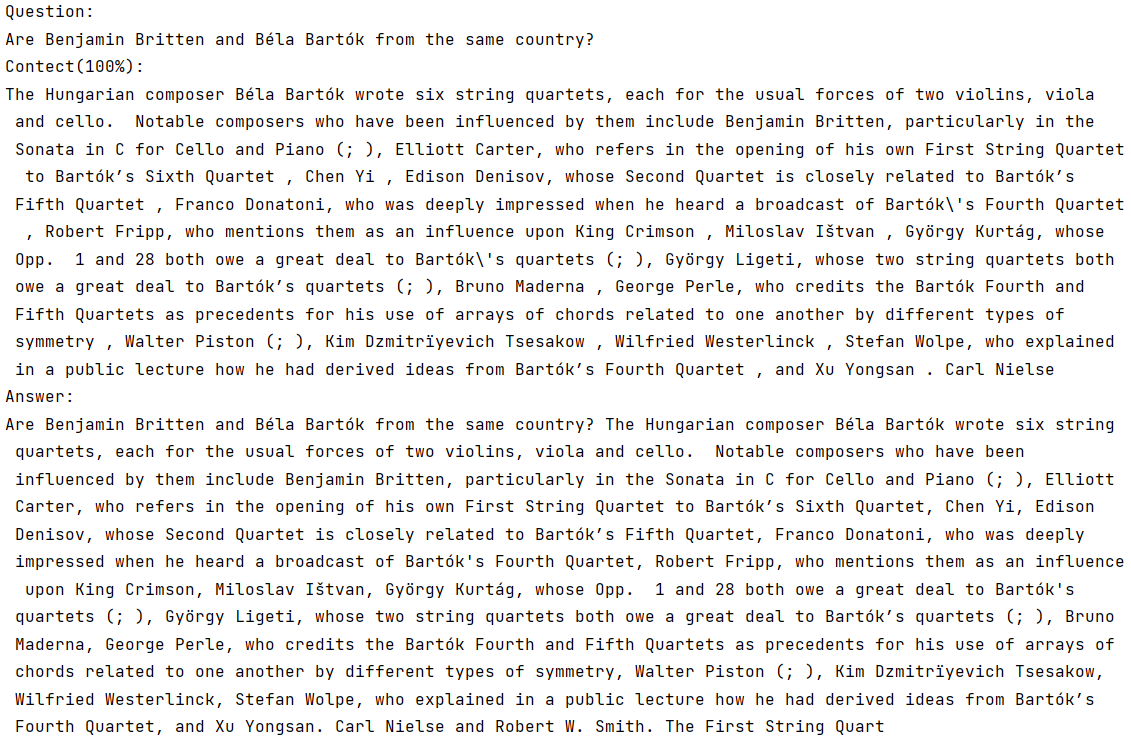 Question:
Are Benjamin Britten and Béla Bartók from the same country?
Contect(100%):
The Hungarian composer Béla Bartók wrote six string quartets, each for the usual forces of two violins, viola
and cello.  Notable composers who have been influenced by them include Benjamin Britten, particularly in the
Sonata in C for Cello and Piano (; ), Elliott Carter, who refers in the opening of his own First String Quartet
to Bartók’s Sixth Quartet , Chen Yi , Edison Denisov, whose Second Quartet is closely related to Bartók’s
Fifth Quartet , Franco Donatoni, who was deeply impressed when he heard a broadcast of Bartók\'s Fourth Quartet
, Robert Fripp, who mentions them as an influence upon King Crimson , Miloslav Ištvan , György Kurtág, whose
Opp.  1 and 28 both owe a great deal to Bartók\'s quartets (; ), György Ligeti, whose two string quartets both
owe a great deal to Bartók’s quartets (; ), Bruno Maderna , George Perle, who credits the Bartók Fourth and
Fifth Quartets as precedents for his use of arrays of chords related to one another by different types of
symmetry , Walter Piston (; ), Kim Dzmitrïyevich Tsesakow , Wilfried Westerlinck , Stefan Wolpe, who explained
in a public lecture how he had derived ideas from Bartók’s Fourth Quartet , and Xu Yongsan . Carl Nielse
Answer:
Are Benjamin Britten and Béla Bartók from the same country? The Hungarian composer Béla Bartók wrote six string
quartets, each for the usual forces of two violins, viola and cello.  Notable composers who have been
influenced by them include Benjamin Britten, particularly in the Sonata in C for Cello and Piano (; ), Elliott
Carter, who refers in the opening of his own First String Quartet to Bartók’s Sixth Quartet, Chen Yi, Edison
Denisov, whose Second Quartet is closely related to Bartók’s Fifth Quartet, Franco Donatoni, who was deeply
impressed when he heard a broadcast of Bartók's Fourth Quartet, Robert Fripp, who mentions them as an influence
upon King Crimson, Miloslav Ištvan, György Kurtág, whose Opp.  1 and 28 both owe a great deal to Bartók's
quartets (; ), György Ligeti, whose two string quartets both owe a great deal to Bartók’s quartets (; ), Bruno
Maderna, George Perle, who credits the Bartók Fourth and Fifth Quartets as precedents for his use of arrays of
chords related to one another by different types of symmetry, Walter Piston (; ), Kim Dzmitrïyevich Tsesakow,
Wilfried Westerlinck, Stefan Wolpe, who explained in a public lecture how he had derived ideas from Bartók’s
Fourth Quartet, and Xu Yongsan. Carl Nielse and Robert W. Smith. The First String Quart